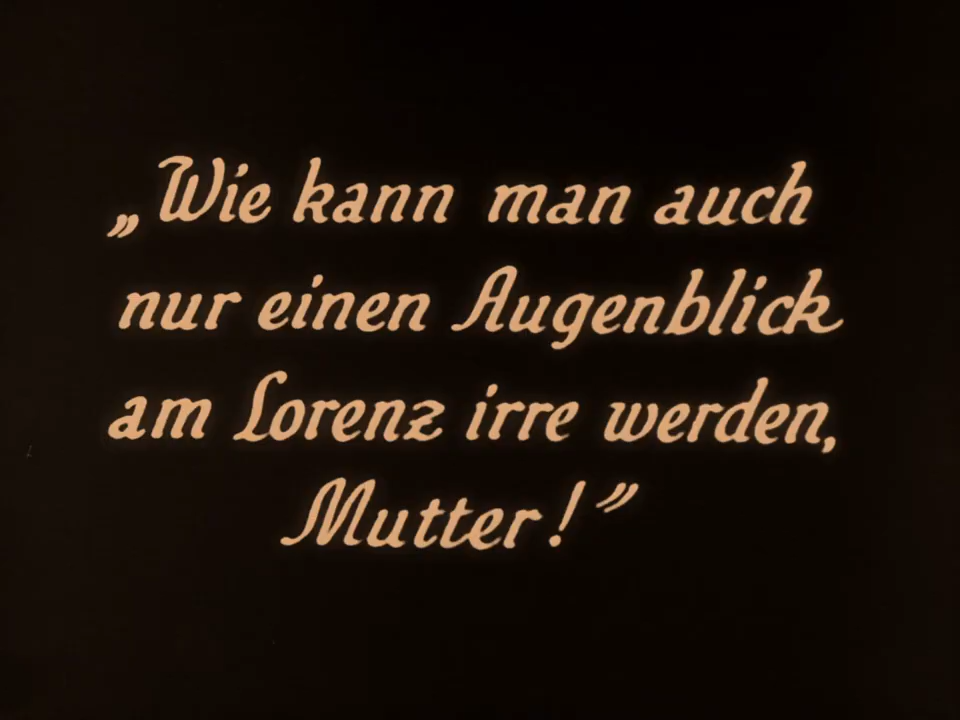 „Wie kann man auch
nur einen Augenblick
am Lorenz irre werden,
Mutter!”